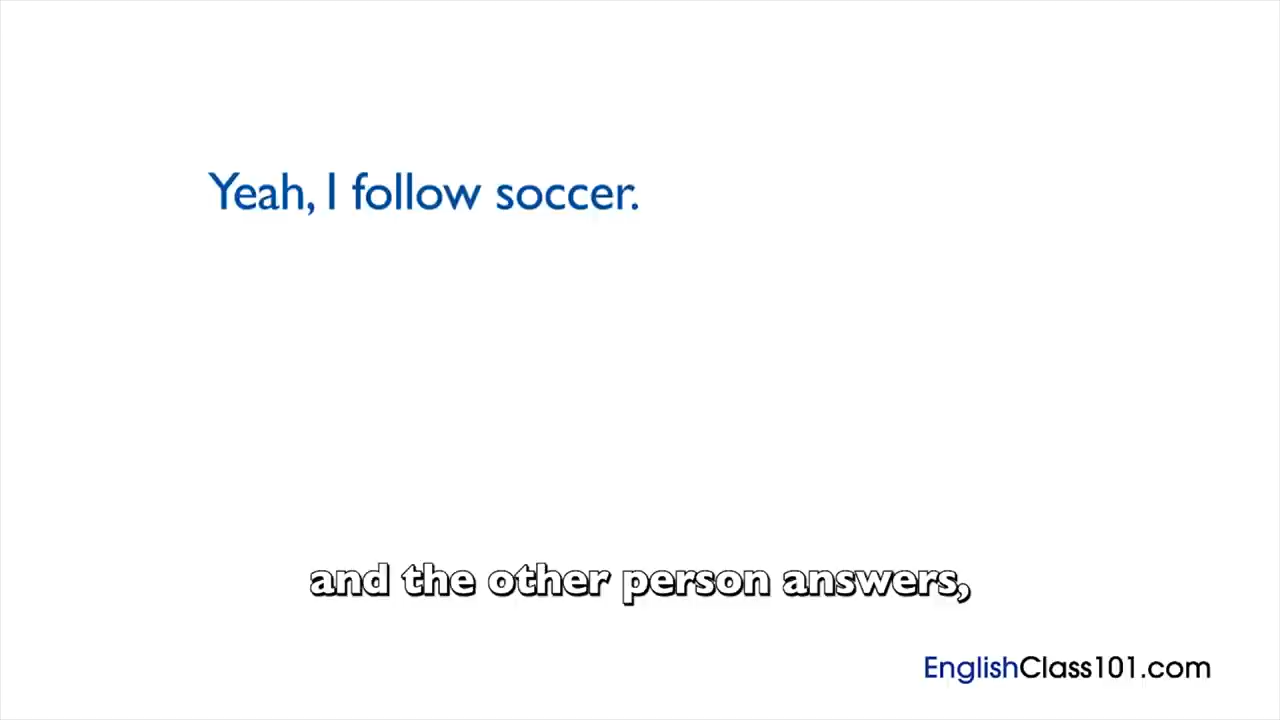 Yeah, I follow soccer.
and the other person answers,
EnglishClass101.com